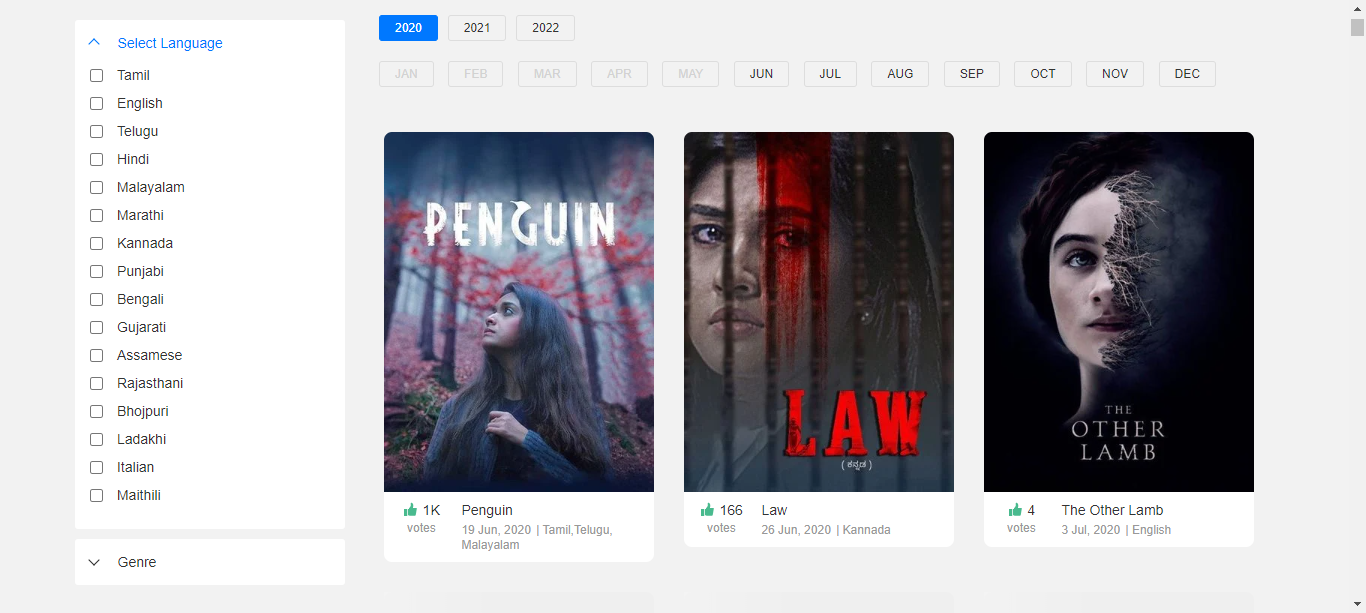 2020 2021 2022
JAN FEB MAR APR MAY JUN JUL AUG SEP OCT NOV DEC
Select Language
Tamil
English
Telugu
Hindi
Malayalam
Marathi
Kannada
Punjabi
Bengali
Gujarati
Assamese
Rajasthani
Bhojpuri
Ladakhi
Italian
Maithili
Genre
PENGUIN
1K
votes
Penguin
19 Jun, 2020 | Tamil,Telugu,
Malayalam
LAW
( ಕನ್ನಡ )
166
votes
Law
26 Jun, 2020 | Kannada
THE
OTHER
LAMB
4
votes
The Other Lamb
3 Jul, 2020 | English